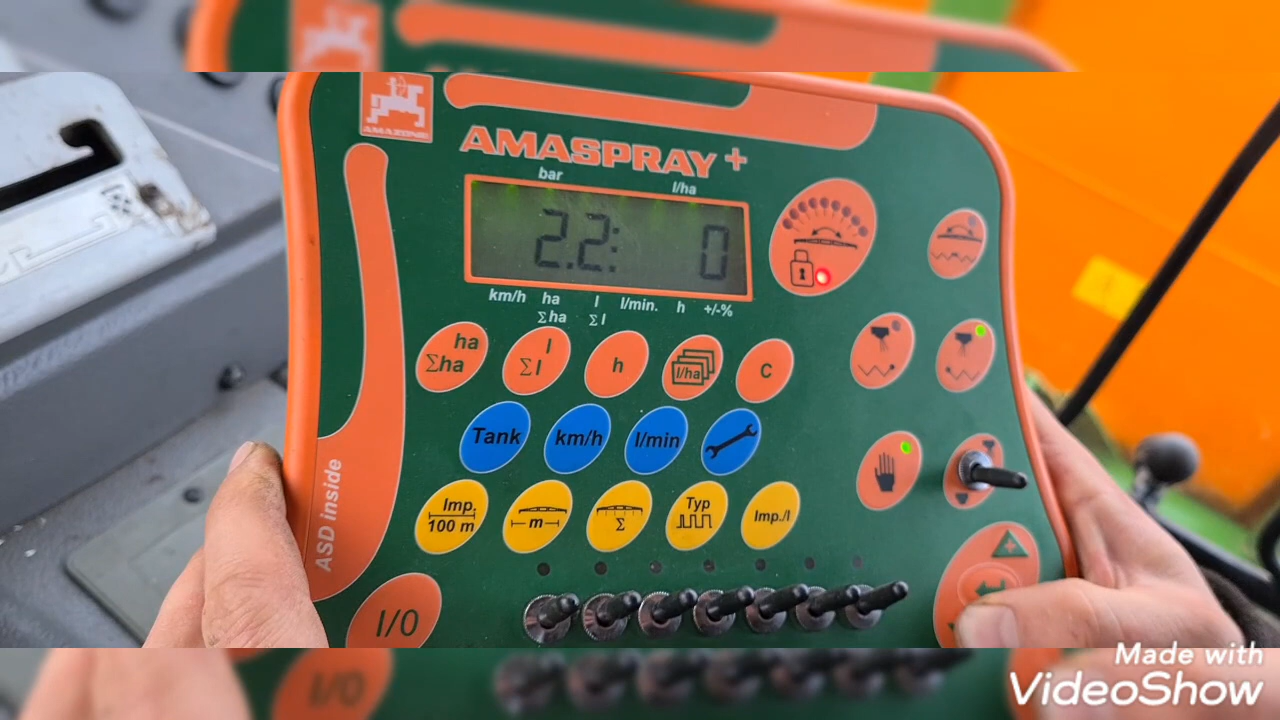 AMAZONE
AMASPRAY+
bar l/ha
2.2: 0
km/h ha l l/min. h +/-%
Σha Σl
ha
Σha
l
Σl
h
l/ha
C
Tank
km/h
l/min
Imp.
100 m
m
Σ
Typ
Imp./l
ASD inside
I/O
I/O
Made with
VideoShow